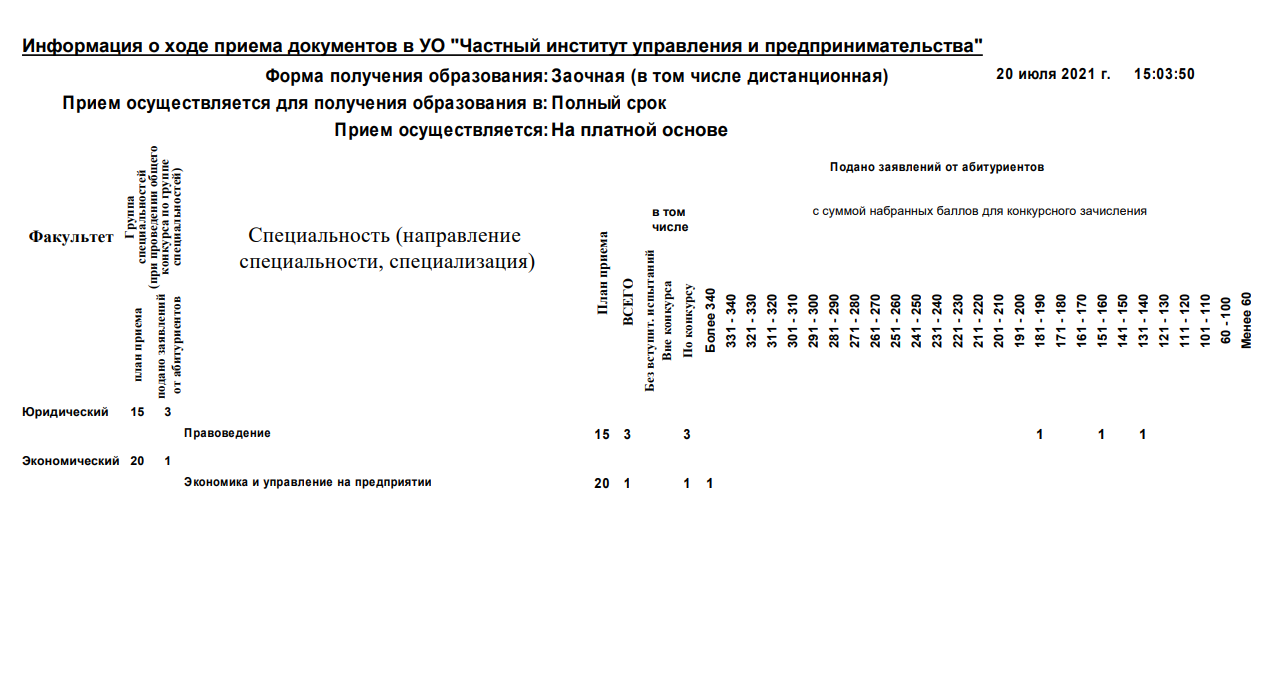 Информация о ходе приема документов в УО "Частный институт управления и предпринимательства"
Форма получения образования: Заочная (в том числе дистанционная) 20 июля 2021 г. 15:03:50
Прием осуществляется для получения образования в: Полный срок
Прием осуществляется: На платной основе
Факультет
Группа
специальностей
(при проведении общего
конкурса по группе
специальностей)
план приема
подано заявлений
от абитуриентов
Специальность (направление
специальности, специализация)
План приема
ВСЕГО
Подано заявлений от абитуриентов
в том
числе
Без вступит. испытаний
Вне конкурса
По конкурсу
с суммой набранных баллов для конкурсного зачисления
Более 340
331 - 340
321 - 330
311 - 320
301 - 310
291 - 300
281 - 290
271 - 280
261 - 270
251 - 260
241 - 250
231 - 240
221 - 230
211 - 220
201 - 210
191 - 200
181 - 190
171 - 180
161 - 170
151 - 160
141 - 150
131 - 140
121 - 130
111 - 120
101 - 110
60 - 100
Менее 60
Юридический 15 3
Правоведение 15 3 3 1 1 1
Экономический 20 1
Экономика и управление на предприятии 20 1 1 1